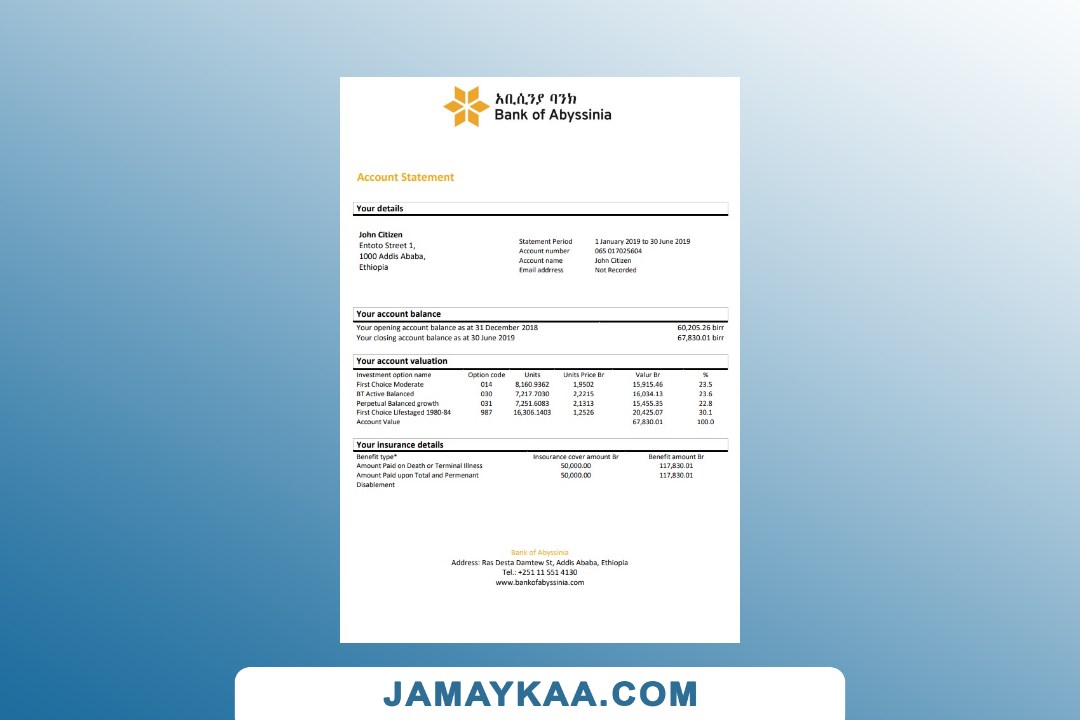 አቢሲንያ ባንክ
Bank of Abyssinia
Account Statement
Your details
John Citizen
Entoto Street 1,
1000 Addis Ababa,
Ethiopia
Statement Period 1 January 2019 to 30 June 2019
Account number 065 017025604
Account name John Citizen
Email addrress Not Recorded
Your account balance
Your opening account balance as at 31 December 2018 60,205.26 birr
Your closing account balance as at 30 June 2019 67,830.01 birr
Your account valuation
Investment option name Option code Units Units Price Br Valur Br %
First Choice Moderate 014 8,160.9362 1,9502 15,915.46 23.5
BT Active Balanced 030 7,217.7030 2,2215 16,034.13 23.6
Perpetual Balanced growth 031 7,251.6083 2,1313 15,455.35 22.8
First Choice Lifestaged 1980-84 987 16,306.1403 1,2526 20,425.07 30.1
Account Value 67,830.01 100.0
Your insurance details
Benefit type* Insourance cover amount Br Benefit amount Br
Amount Paid on Death or Terminal Illness 50,000.00 117,830.01
Amount Paid upon Total and Permenant 50,000.00 117,830.01
Disablement
Bank of Abyssinia
Address: Ras Desta Damtew St, Addis Ababa, Ethiopia
Tel.: +251 11 551 4130
www.bankofabyssinia.com
JAMAYKAA.COM